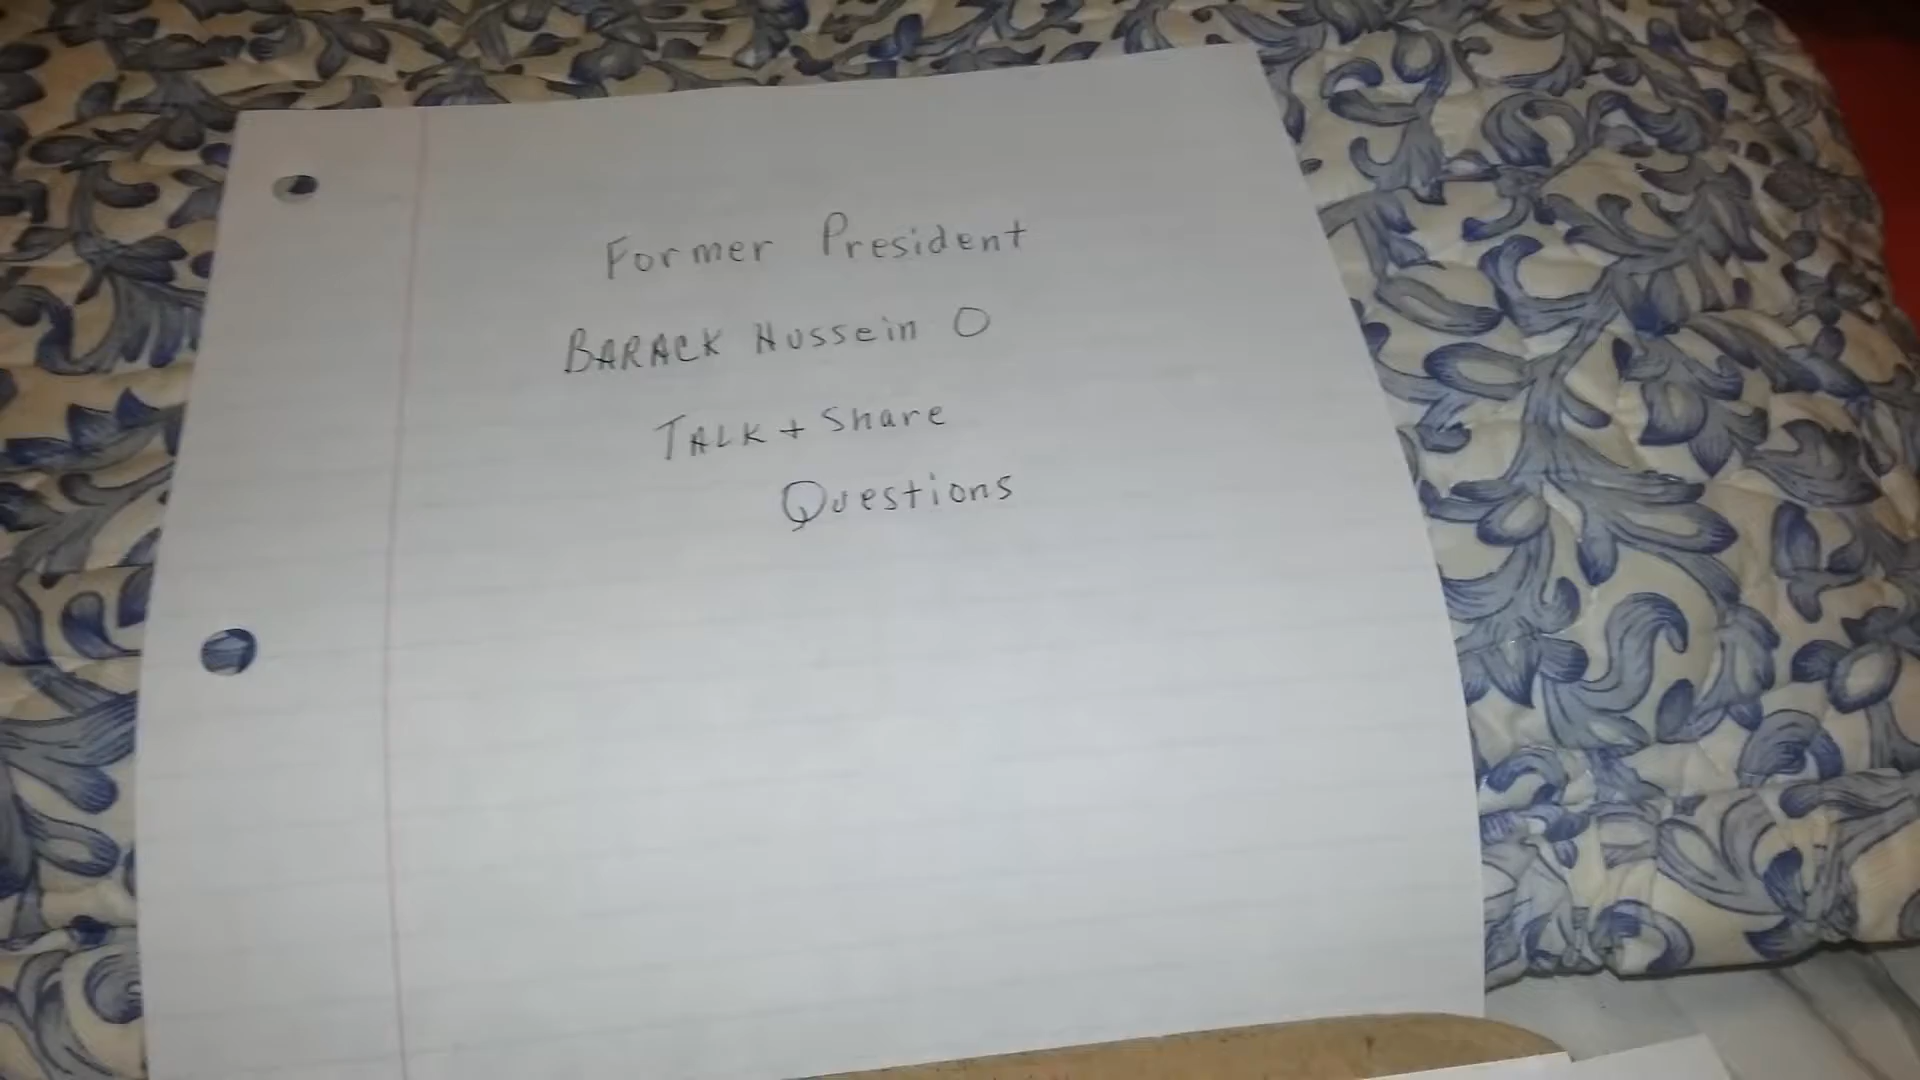 Former President
BARACK Hussein O
TALK + Share
Questions